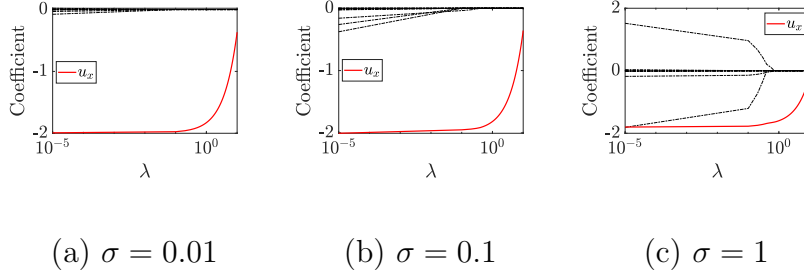 0
-1
-2
Coefficient
u_x
10^{-5}
10^0
λ
0
-1
-2
Coefficient
u_x
10^{-5}
10^0
λ
2
0
-2
Coefficient
u_x
10^{-5}
10^0
λ
(a) σ = 0.01
(b) σ = 0.1
(c) σ = 1